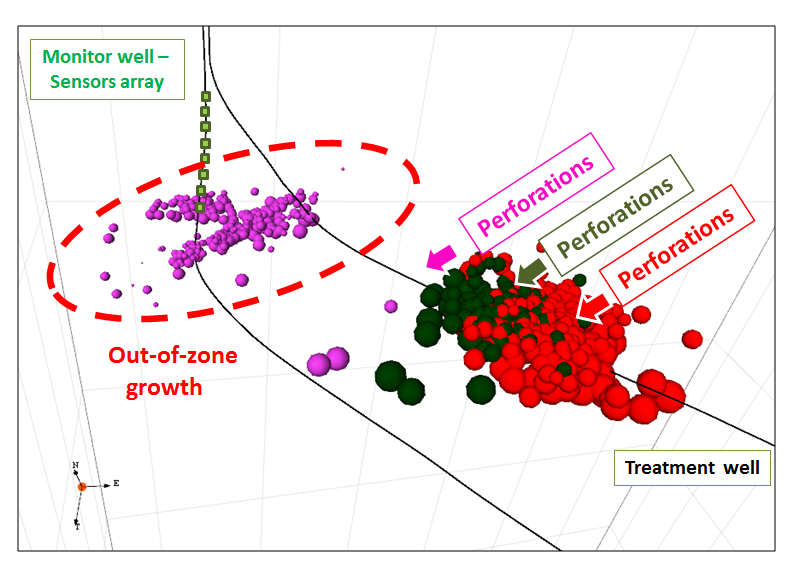 Monitor well –
Sensors array
Perforations
Perforations
Perforations
Out-of-zone
growth
Treatment well
N
E
T